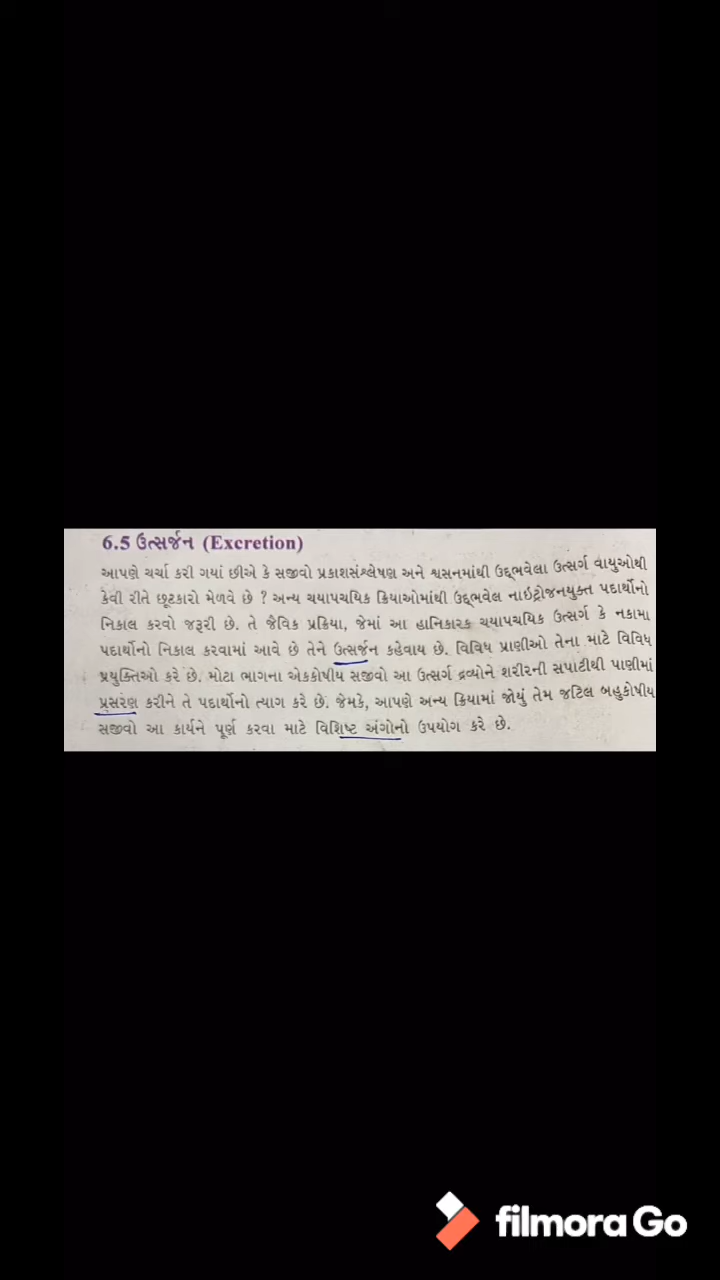 6.5 ઉત્સર્જન (Excretion)
આપણે ચર્ચા કરી ગયાં છીએ કે સજીવો પ્રકાશસંશ્લેષણ અને શ્વસનમાંથી ઉદ્દભવેલા ઉત્સર્ગ વાયુઓથી
કેવી રીતે છૂટકારો મેળવે છે ? અન્ય ચયાપચયિક ક્રિયાઓમાંથી ઉદ્દભવેલ નાઇટ્રોજનયુક્ત પદાર્થોનો
નિકાલ કરવો જરૂરી છે. તે જૈવિક પ્રક્રિયા, જેમાં આ હાનિકારક ચયાપચયિક ઉત્સર્ગ કે નકામા
પદાર્થોનો નિકાલ કરવામાં આવે છે તેને ઉત્સર્જન કહેવાય છે. વિવિધ પ્રાણીઓ તેના માટે વિવિધ
પ્રયુક્તિઓ કરે છે. મોટા ભાગના એકકોષીય સજીવો આ ઉત્સર્ગ દ્રવ્યોને શરીરની સપાટીથી પાણીમાં
પ્રસરણ કરીને તે પદાર્થોનો ત્યાગ કરે છે. જેમકે, આપણે અન્ય ક્રિયામાં જોયું તેમ જટિલ બહુકોષીય
સજીવો આ કાર્યને પૂર્ણ કરવા માટે વિશિષ્ટ અંગોનો ઉપયોગ કરે છે.
filmora Go